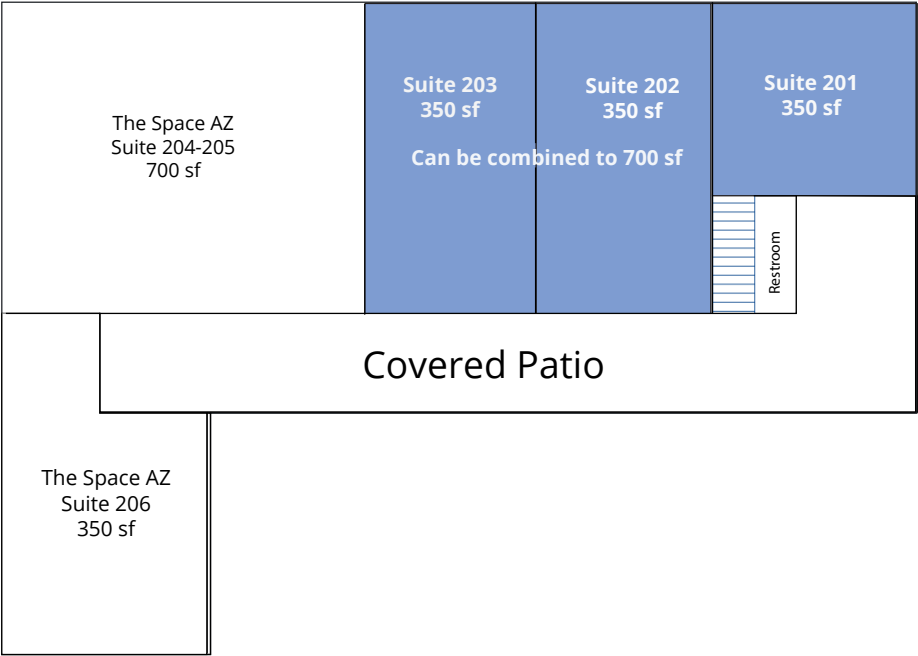 The Space AZ
Suite 204-205
700 sf
Suite 203
350 sf
Suite 202
350 sf
Can be combined to 700 sf
Suite 201
350 sf
Restroom
Covered Patio
The Space AZ
Suite 206
350 sf